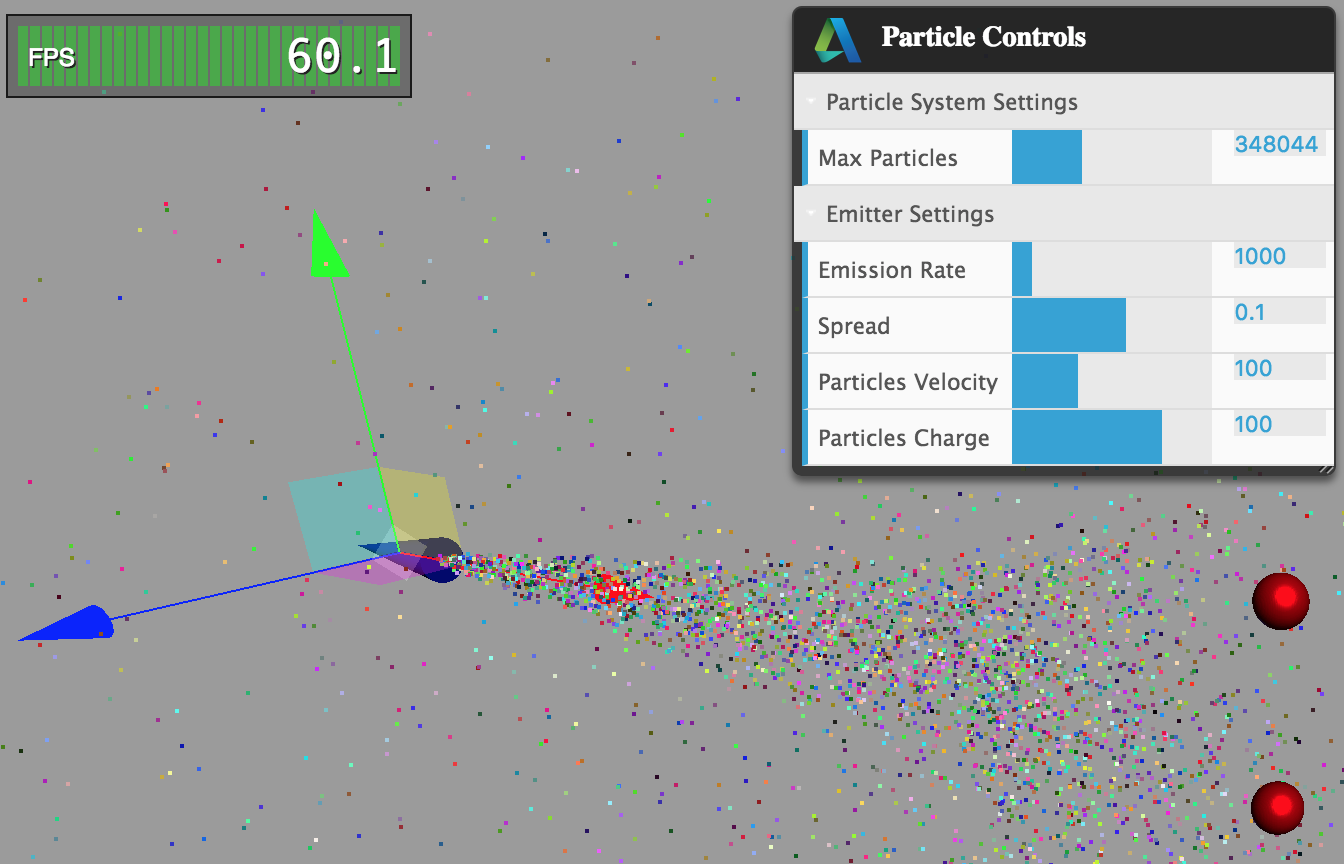 FPS 60.1
Particle Controls
Particle System Settings
Max Particles 348044
Emitter Settings
Emission Rate 1000
Spread 0.1
Particles Velocity 100
Particles Charge 100